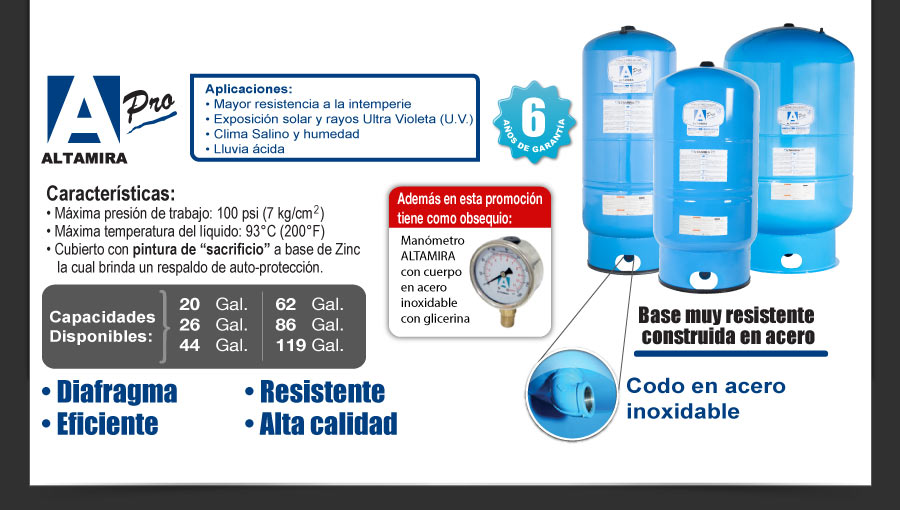 A Pro
ALTAMIRA
Aplicaciones:
• Mayor resistencia a la intemperie
• Exposición solar y rayos Ultra Violeta (U.V.)
• Clima Salino y humedad
• Lluvia ácida
6
AÑOS DE GARANTÍA
Características:
• Máxima presión de trabajo: 100 psi (7 kg/cm²)
• Máxima temperatura del líquido: 93°C (200°F)
• Cubierto con pintura de “sacrificio” a base de Zinc
la cual brinda un respaldo de auto-protección.
Capacidades
Disponibles:
20 Gal. 62 Gal.
26 Gal. 86 Gal.
44 Gal. 119 Gal.
Además en esta promoción
tiene como obsequio:
Manómetro
ALTAMIRA
con cuerpo
en acero
inoxidable
con glicerina
• Diafragma • Resistente
• Eficiente • Alta calidad
A Pro
ALTAMIRA
A
A
Base muy resistente
construida en acero
Codo en acero
inoxidable